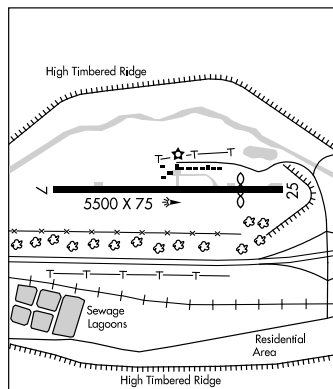 High Timbered Ridge
7
25
5500 X 75
Sewage
Lagoons
Residential
Area
High Timbered Ridge